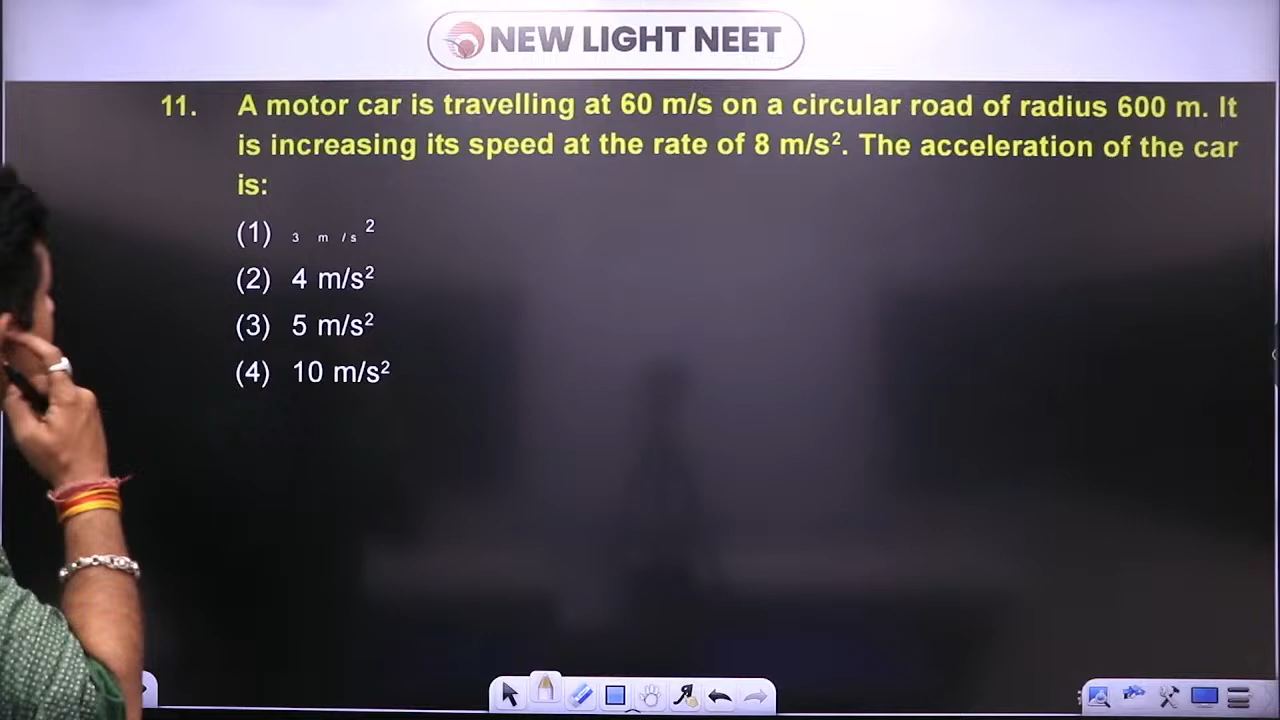 NEW LIGHT NEET
11. A motor car is travelling at 60 m/s on a circular road of radius 600 m. It
is increasing its speed at the rate of 8 m/s². The acceleration of the car
is:
(1) 3 m /s ²
(2) 4 m/s²
(3) 5 m/s²
(4) 10 m/s²